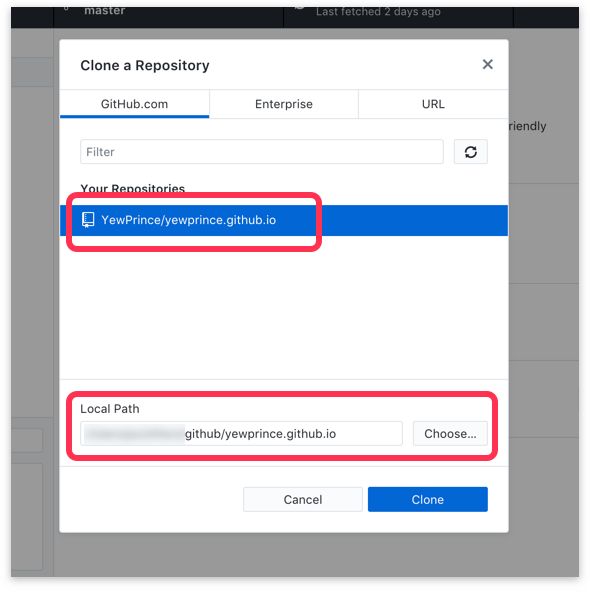 master
Last fetched 2 days ago
Clone a Repository
GitHub.com
Enterprise
URL
riendly
Filter
Your Repositories
YewPrince/yewprince.github.io
Local Path
github/yewprince.github.io
Choose...
Cancel
Clone